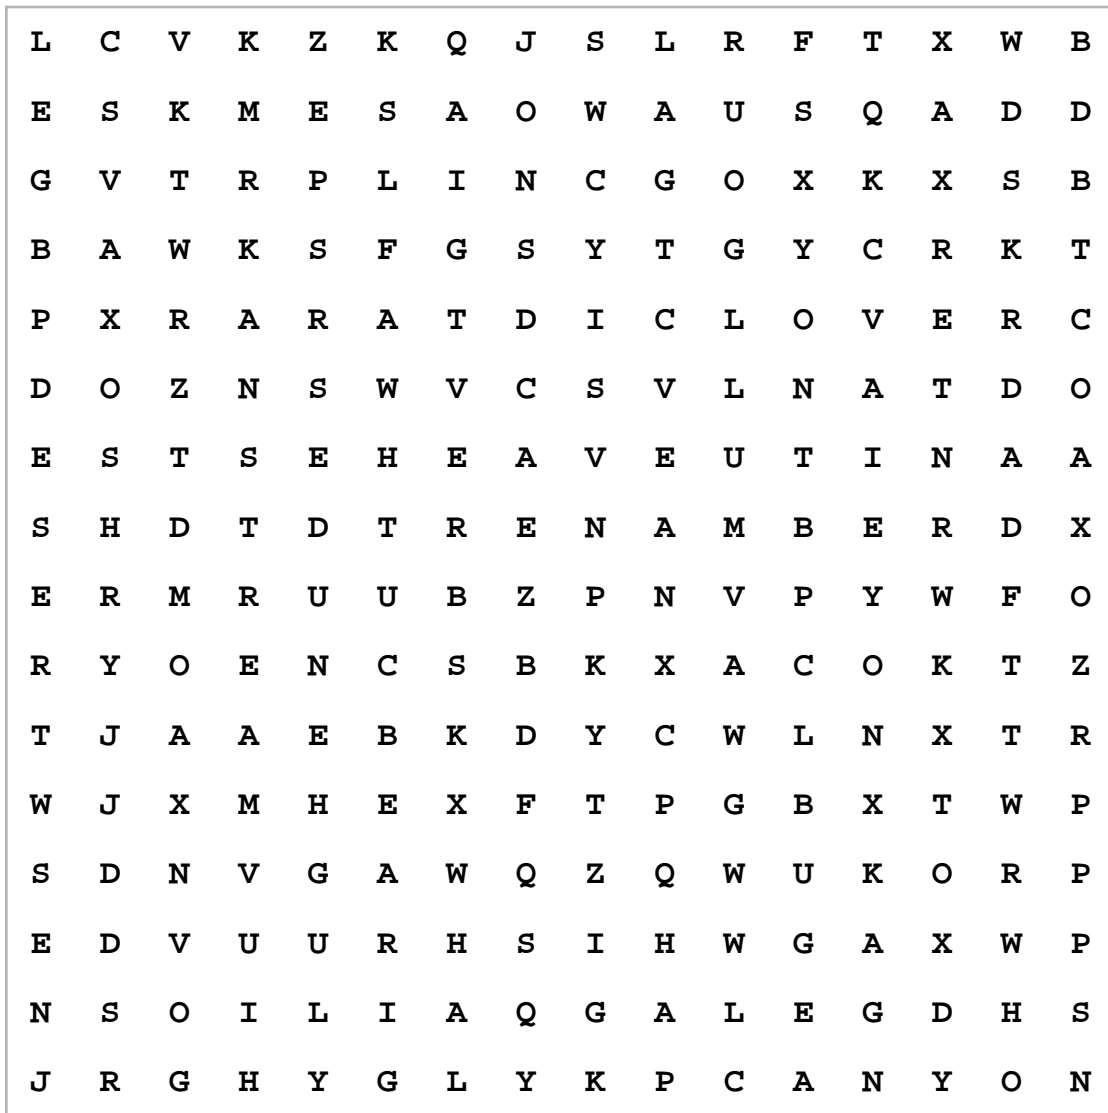 L C V K Z K Q J S L R F T X W B
E S K M E S A O W A U S Q A D D
G V T R P L I N C G O X K X S B
B A W K S F G S Y T G Y C R K T
P X R A R A T D I C L O V E R C
D O Z N S W V C S V L N A T D O
E S T S E H E A V E U T I N A A
S H D T D T R E N A M B E R D X
E R M R U U B Z P N V P Y W F O
R Y O E N C S B K X A C O K T Z
T J A A E B K D Y C W L N X T R
W J X M H E X F T P G B X T W P
S D N V G A W Q Z Q W U K O R P
E D V U U R H S I H W G A X W P
N S O I L I A Q G A L E G D H S
J R G H Y G L Y K P C A N Y O N